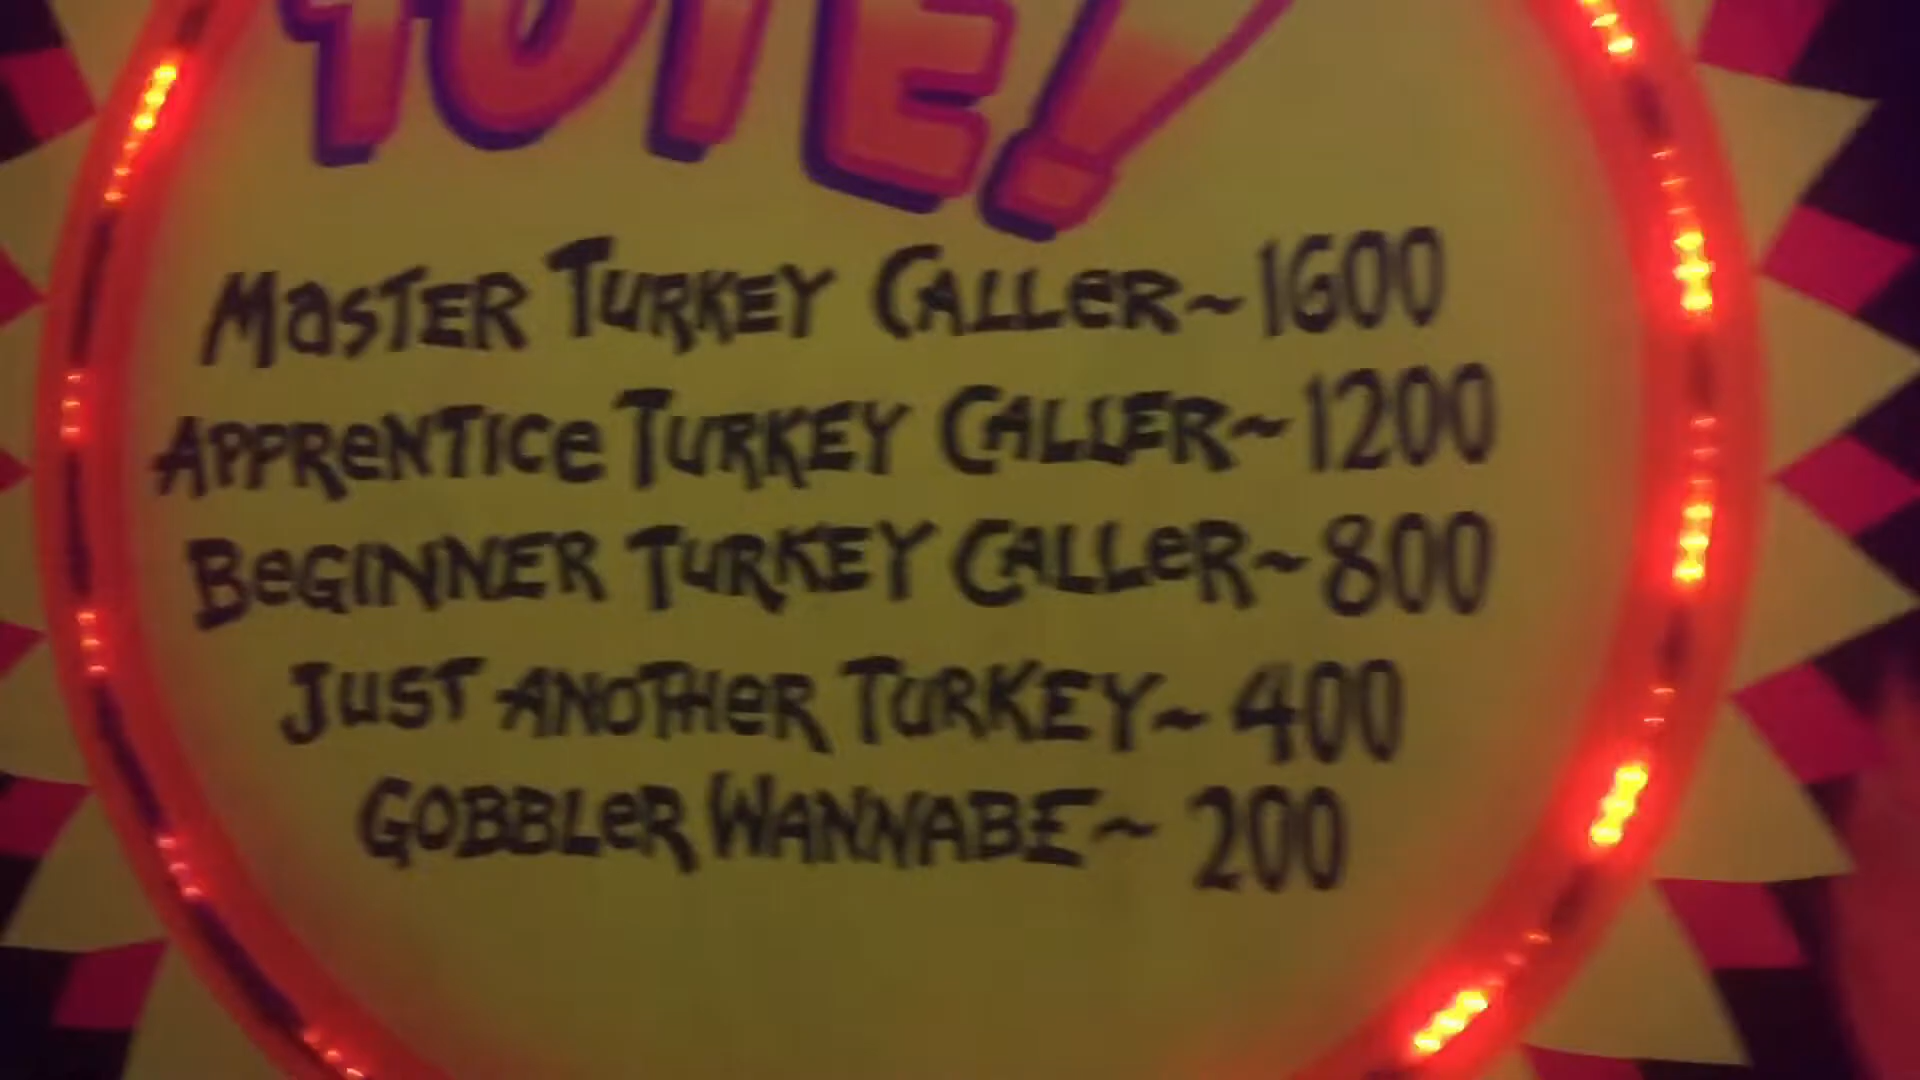 VOTE!
MASTER TURKEY CALLER~1600
APPRENTICE TURKEY CALLER~1200
BEGINNER TURKEY CALLER~800
JUST ANOTHER TURKEY~400
GOBBLER WANNABE~200